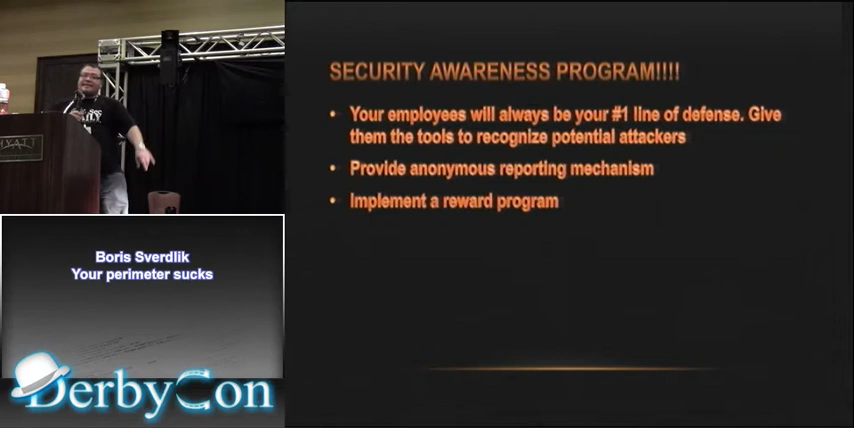 HYATT
SECURITY AWARENESS PROGRAM!!!!
• Your employees will always be your #1 line of defense. Give
them the tools to recognize potential attackers
• Provide anonymous reporting mechanism
• Implement a reward program
Boris Sverdlik
Your perimeter sucks
DerbyCon